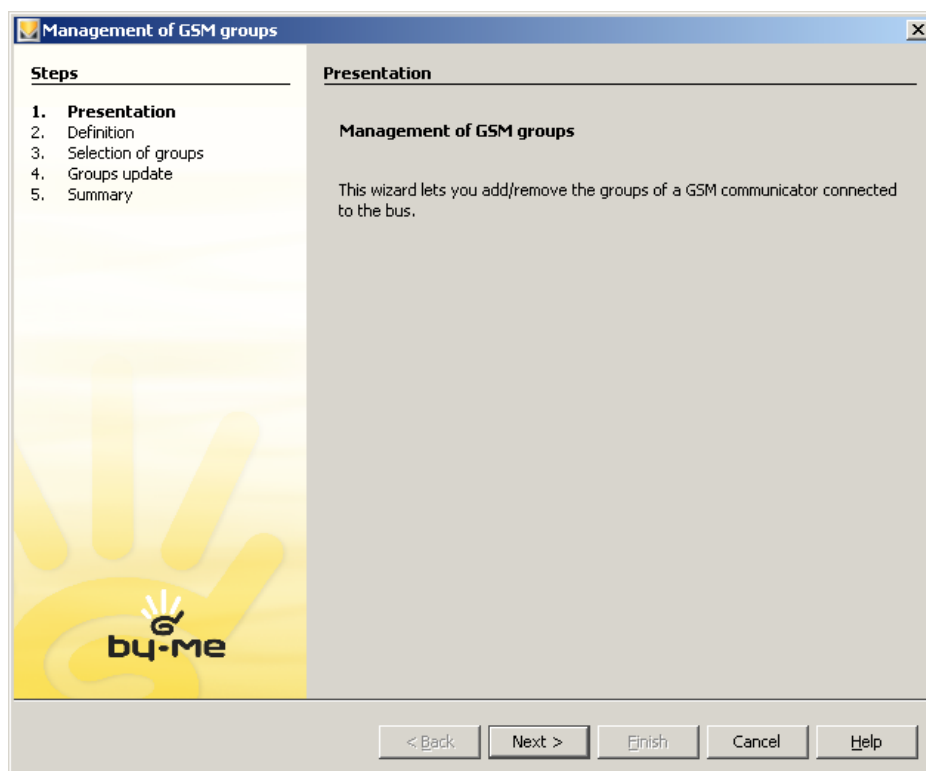 Management of GSM groups
Steps
1. Presentation
2. Definition
3. Selection of groups
4. Groups update
5. Summary
by-me
Presentation
Management of GSM groups
This wizard lets you add/remove the groups of a GSM communicator connected
to the bus.
< Back
Next >
Finish
Cancel
Help